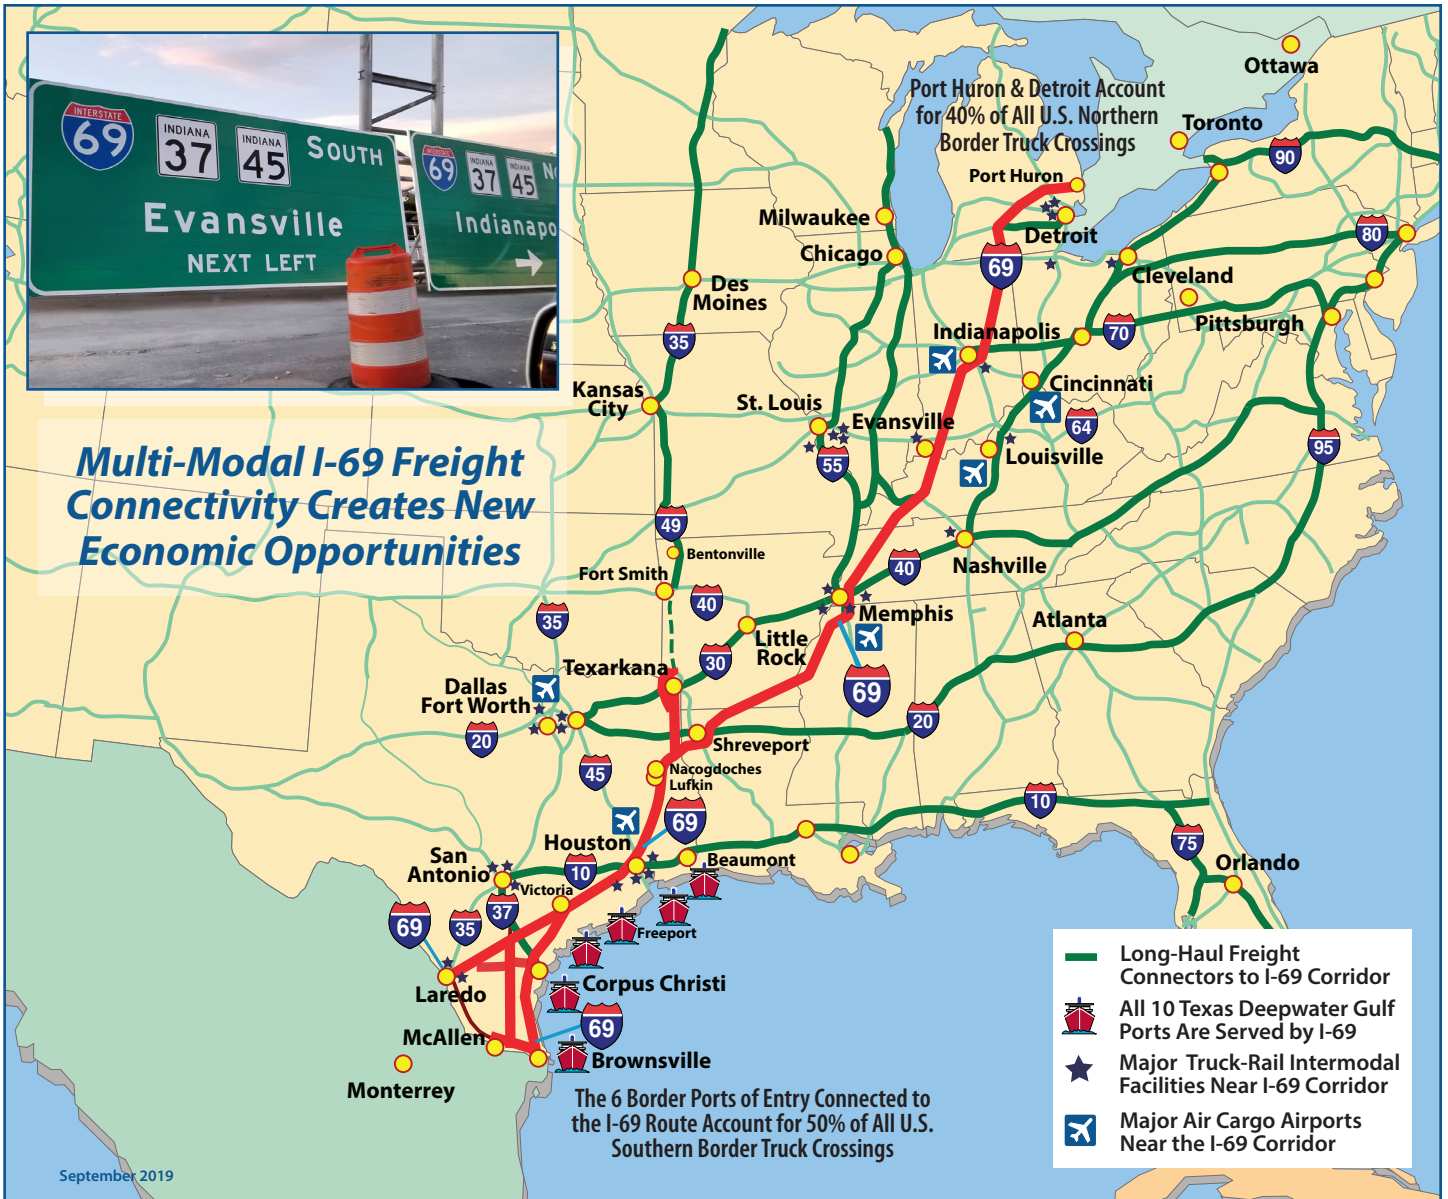 INTERSTATE
69
INDIANA
37
INDIANA
45
SOUTH
Evansville
NEXT LEFT
INTERSTATE
69
INDIANA
37
INDIANA
45
Indianapo
Multi-Modal I-69 Freight
Connectivity Creates New
Economic Opportunities
Port Huron & Detroit Account
for 40% of All U.S. Northern
Border Truck Crossings
Ottawa
Toronto
90
Port Huron
Milwaukee
Detroit
80
Chicago
69
Cleveland
Des
Moines
Pittsburgh
70
Indianapolis
35
Kansas
City
Cincinnati
St. Louis
Evansville
64
95
Louisville
55
49
Bentonville
Nashville
40
Fort Smith
40
35
Memphis
Atlanta
Little
Rock
30
Texarkana
69
Dallas
Fort Worth
20
20
Shreveport
45
Nacogdoches
Lufkin
10
69
Houston
75
Beaumont
Orlando
San
Antonio
10
Victoria
37
69
35
Freeport
Corpus Christi
Laredo
69
McAllen
Brownsville
Monterrey
The 6 Border Ports of Entry Connected to
the I-69 Route Account for 50% of All U.S.
Southern Border Truck Crossings
Long-Haul Freight
Connectors to I-69 Corridor
All 10 Texas Deepwater Gulf
Ports Are Served by I-69
Major Truck-Rail Intermodal
Facilities Near I-69 Corridor
Major Air Cargo Airports
Near the I-69 Corridor
September 2019